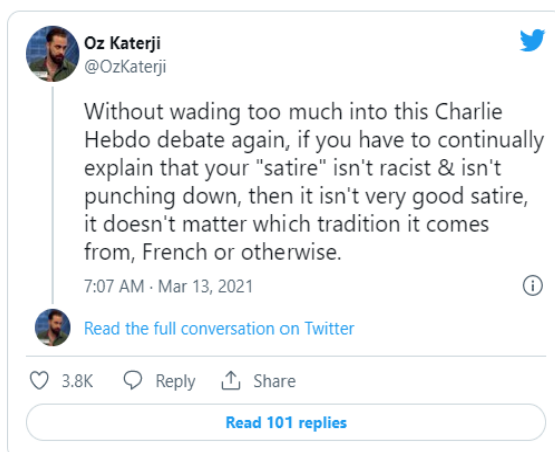 Oz Katerji
@OzKaterji
Without wading too much into this Charlie
Hebdo debate again, if you have to continually
explain that your "satire" isn't racist & isn't
punching down, then it isn't very good satire,
it doesn't matter which tradition it comes
from, French or otherwise.
7:07 AM · Mar 13, 2021
Read the full conversation on Twitter
3.8K Reply Share
Read 101 replies